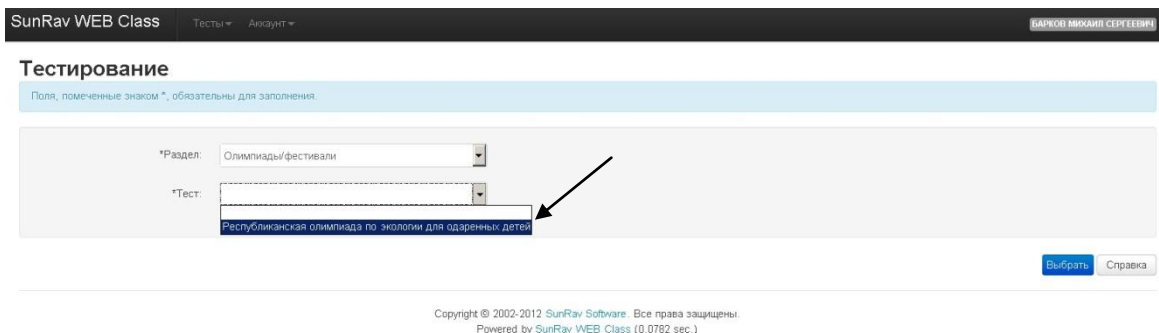 SunRav WEB Class Тесты Аккаунт БАРКОВ МИХАИЛ СЕРГЕЕВИЧ
Тестирование
Поля, помеченные знаком *, обязательны для заполнения.
*Раздел: Олимпиады/фестивали
*Тест:
Республиканская олимпиада по экологии для одаренных детей
Выбрать Справка
Copyright © 2002-2012 SunRav Software. Все права защищены.
Powered by SunRav WEB Class (0.0782 sec.)